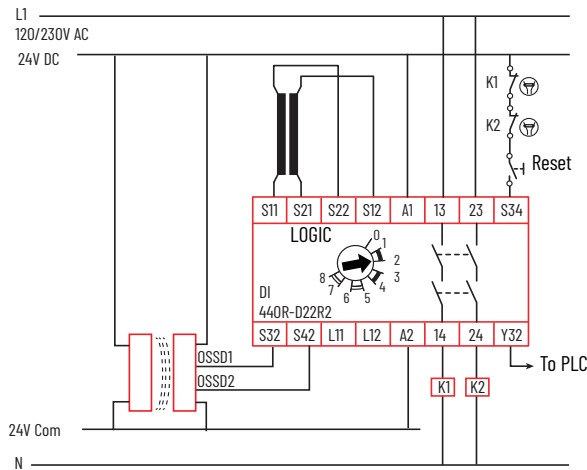 L1
120/230V AC
24V DC
K1
K2
Reset
S11 S21 S22 S12 A1 13 23 S34
LOGIC
0
1
2
3
4
5
6
7
8
DI
440R-D22R2
S32 S42 L11 L12 A2 14 24 Y32
OSSD1
OSSD2
To PLC
K1 K2
24V Com
N